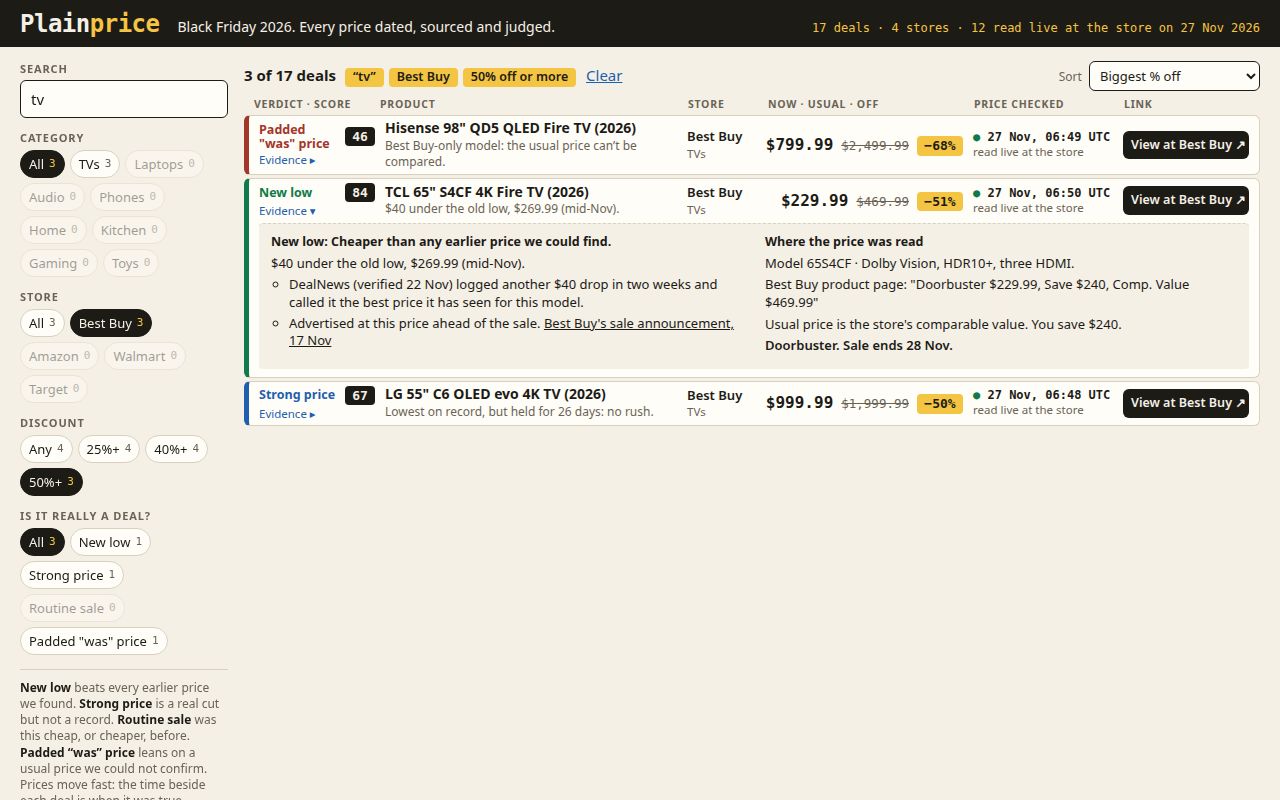 Plainprice Black Friday 2026. Every price dated, sourced and judged. 17 deals · 4 stores · 12 read live at the store on 27 Nov 2026
SEARCH
tv
CATEGORY
All 3 TVs 3 Laptops 0
Audio 0 Phones 0
Home 0 Kitchen 0
Gaming 0 Toys 0
STORE
All 3 Best Buy 3
Amazon 0 Walmart 0
Target 0
DISCOUNT
Any 4 25%+ 4 40%+ 4
50%+ 3
IS IT REALLY A DEAL?
All 3 New low 1
Strong price 1
Routine sale 0
Padded "was" price 1
New low beats every earlier price
we found. Strong price is a real cut
but not a record. Routine sale was
this cheap, or cheaper, before.
Padded “was” price leans on a
usual price we could not confirm.
Prices move fast: the time beside
each deal is when it was true.
3 of 17 deals “tv” Best Buy 50% off or more Clear Sort Biggest % off
VERDICT · SCORE PRODUCT STORE NOW · USUAL · OFF PRICE CHECKED LINK
Padded
"was" price
Evidence ▸
46
Hisense 98" QD5 QLED Fire TV (2026)
Best Buy-only model: the usual price can’t be
compared.
Best Buy
TVs
$799.99 $2,499.99 −68%
● 27 Nov, 06:49 UTC
read live at the store
View at Best Buy ↗
New low
Evidence ▾
84
TCL 65" S4CF 4K Fire TV (2026)
$40 under the old low, $269.99 (mid-Nov).
Best Buy
TVs
$229.99 $469.99 −51%
● 27 Nov, 06:50 UTC
read live at the store
View at Best Buy ↗
New low: Cheaper than any earlier price we could find.
$40 under the old low, $269.99 (mid-Nov).
DealNews (verified 22 Nov) logged another $40 drop in two weeks and
called it the best price it has seen for this model.
Advertised at this price ahead of the sale. Best Buy's sale announcement,
17 Nov
Where the price was read
Model 65S4CF · Dolby Vision, HDR10+, three HDMI.
Best Buy product page: "Doorbuster $229.99, Save $240, Comp. Value
$469.99"
Usual price is the store's comparable value. You save $240.
Doorbuster. Sale ends 28 Nov.
Strong price
Evidence ▸
67
LG 55" C6 OLED evo 4K TV (2026)
Lowest on record, but held for 26 days: no rush.
Best Buy
TVs
$999.99 $1,999.99 −50%
● 27 Nov, 06:48 UTC
read live at the store
View at Best Buy ↗